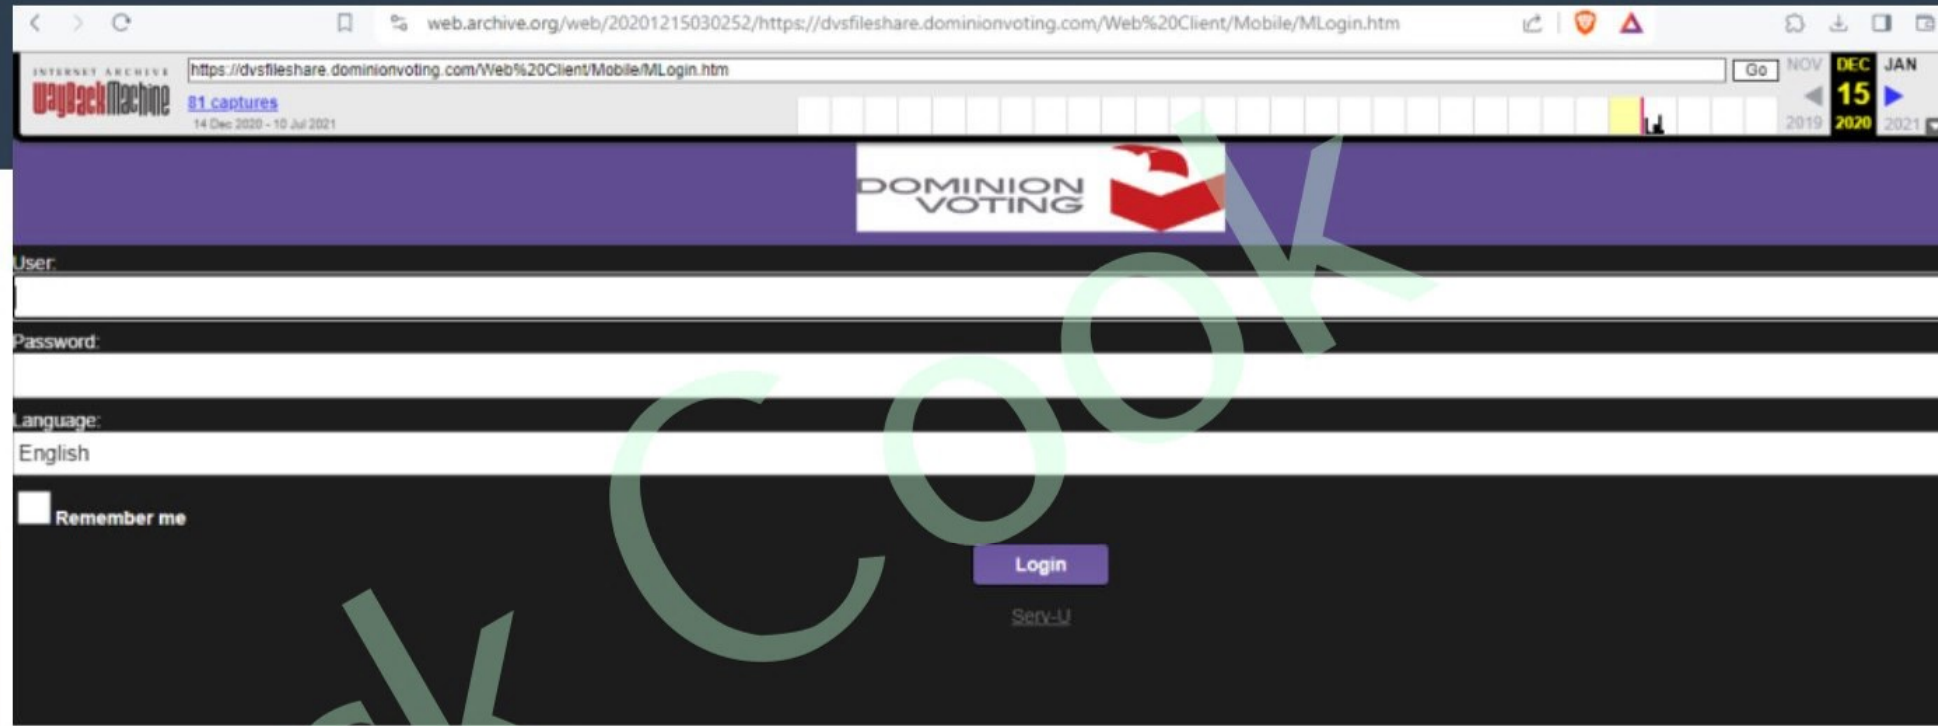 web.archive.org/web/20201215030252/https://dvsfileshare.dominionvoting.com/Web%20Client/Mobile/MLogin.htm
INTERNET ARCHIVE
WayBackMachine
https://dvsfileshare.dominionvoting.com/Web%20Client/Mobile/MLogin.htm
Go
NOV DEC JAN
81 captures
15
14 Dec 2020 - 10 Jul 2021
2019 2020 2021
DOMINION
VOTING
User:
Password:
Language:
English
Remember me
Login
Serv-U
k Cook